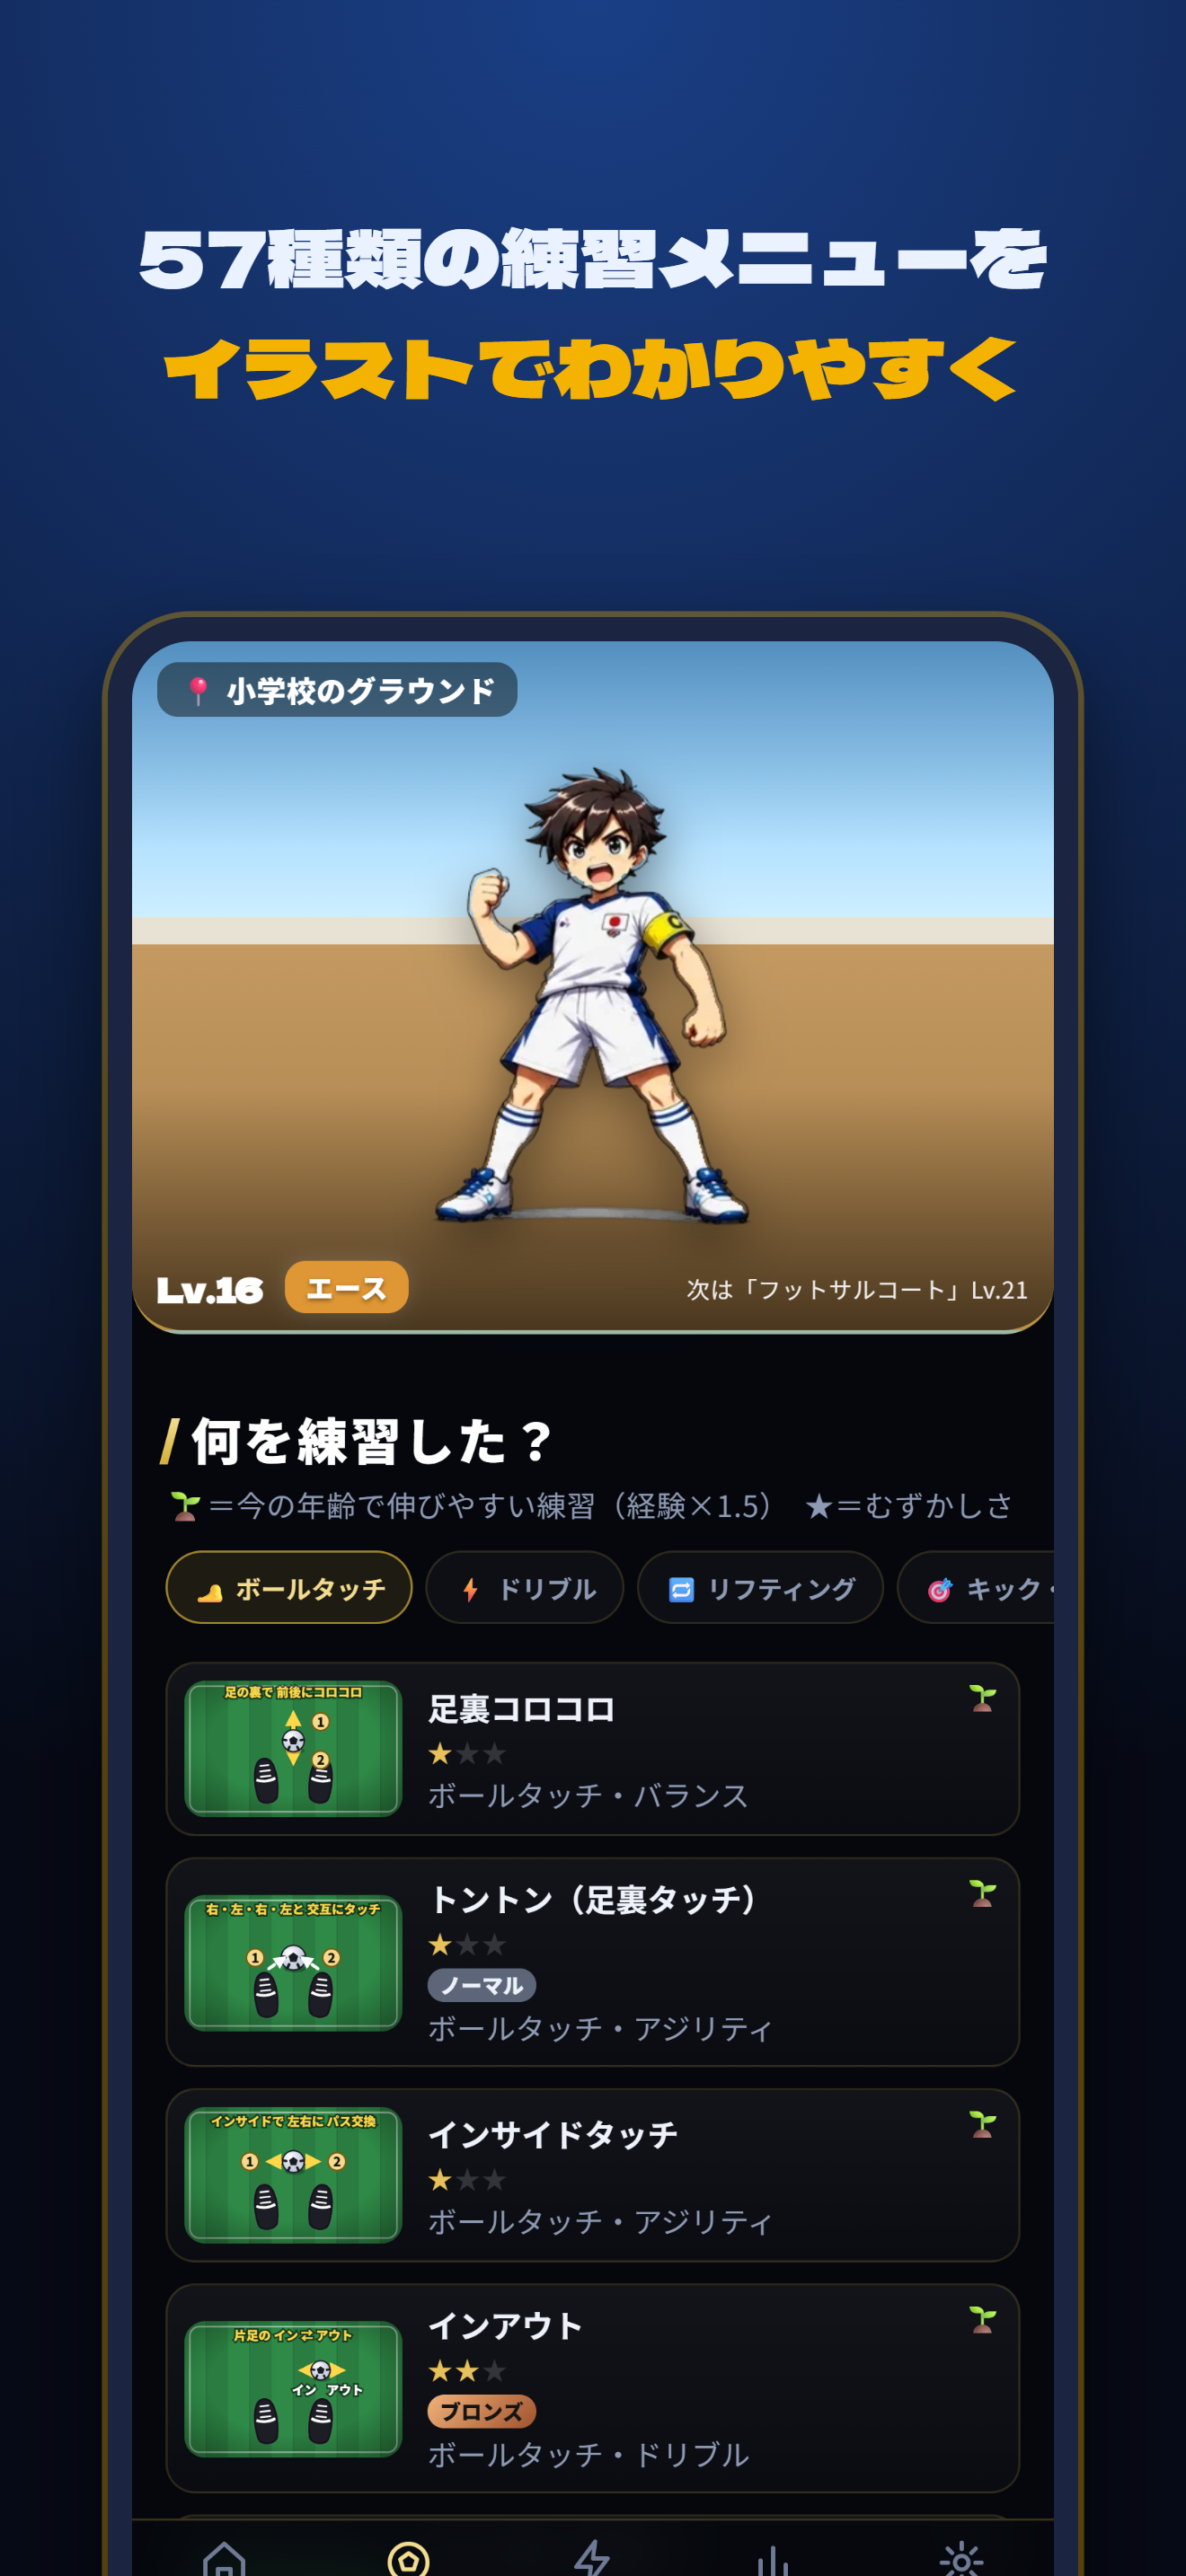 57種類の練習メニューを
イラストでわかりやすく
小学校のグラウンド
C
Lv.16 エース 次は「フットサルコート」Lv.21
/ 何を練習した？
＝今の年齢で伸びやすい練習（経験×1.5） ★＝むずかしさ
ボールタッチ ドリブル リフティング キック・
足の裏で 前後にコロコロ
1
2
足裏コロコロ
★★★
ボールタッチ・バランス
右・左・右・左と 交互にタッチ
1 2
トントン（足裏タッチ）
★★★
ノーマル
ボールタッチ・アジリティ
インサイドで 左右に パス交換
1 2
インサイドタッチ
★★★
ボールタッチ・アジリティ
片足の イン ⇄ アウト
イン アウト
インアウト
★★★
ブロンズ
ボールタッチ・ドリブル